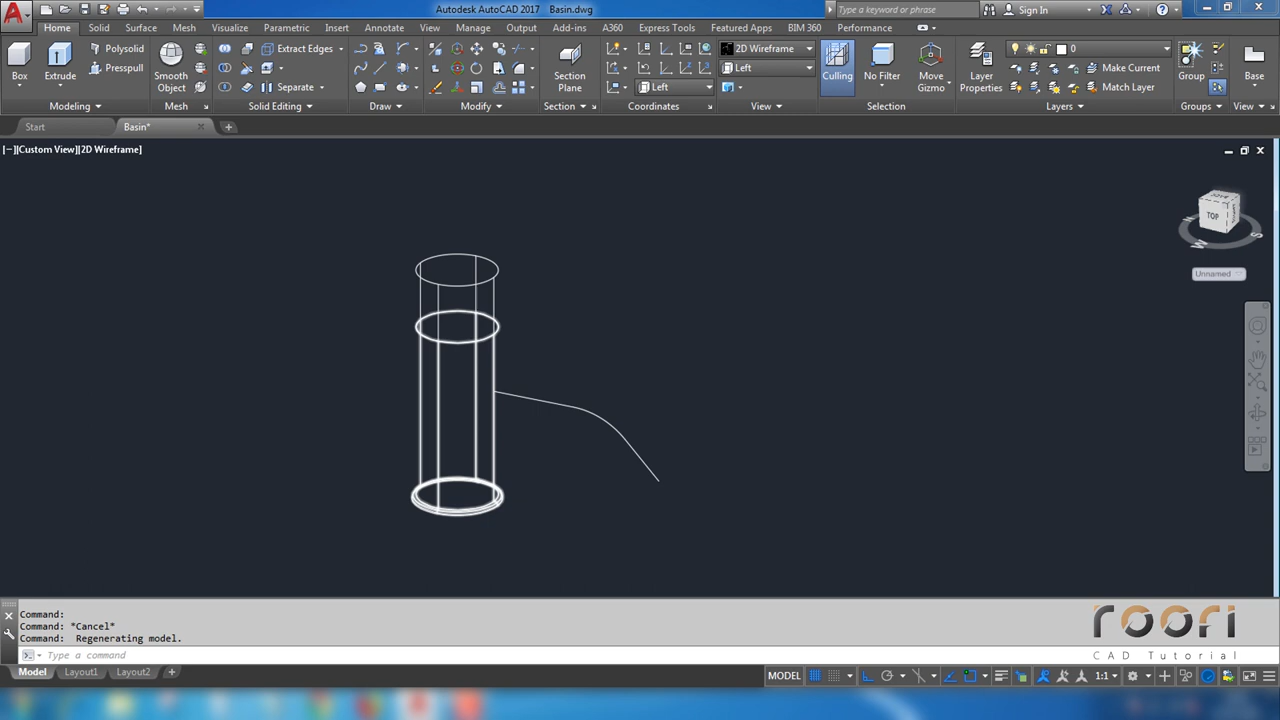 Autodesk AutoCAD 2017 Basin.dwg
Type a keyword or phrase
Sign In
Home Solid Surface Mesh Visualize Parametric Insert Annotate View Manage Output Add-ins A360 Express Tools Featured Apps BIM 360 Performance
Box
Extrude
Polysolid
Presspull
Smooth
Object
Extract Edges
Separate
Section
Plane
2D Wireframe
Left
Left
Culling
No Filter
Move
Gizmo
Layer
Properties
0
Make Current
Match Layer
Group
Base
Modeling
Mesh
Solid Editing
Draw
Modify
Section
Coordinates
View
Selection
Layers
Groups
View
Start
Basin*
[−][Custom View][2D Wireframe]
TOP
W
S
Unnamed
Command:
Command: *Cancel*
Command: Regenerating model.
Type a command
roori
CAD Tutorial
Model Layout1 Layout2
MODEL
1:1